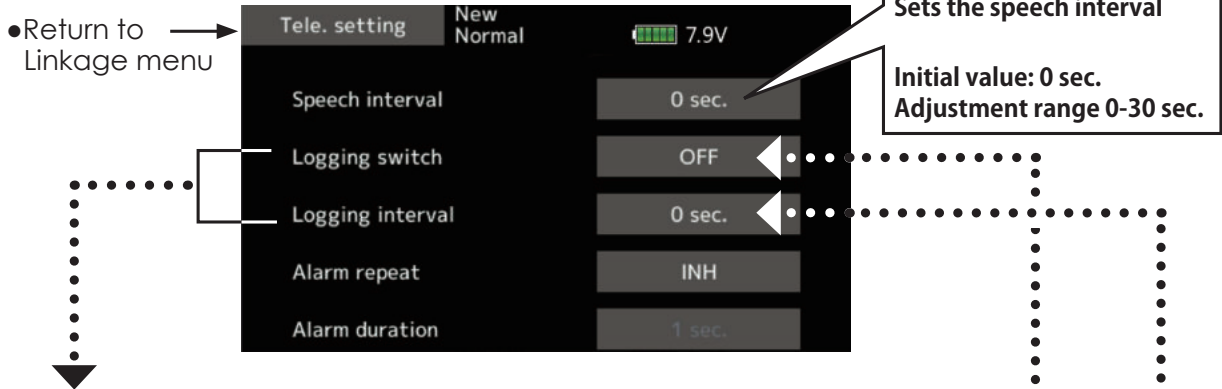 ●Return to
Linkage menu
Tele. setting
New
Normal
7.9V
Sets the speech interval
Initial value: 0 sec.
Adjustment range 0-30 sec.
Speech interval
0 sec.
Logging switch
OFF
Logging interval
0 sec.
Alarm repeat
INH
Alarm duration
1 sec.